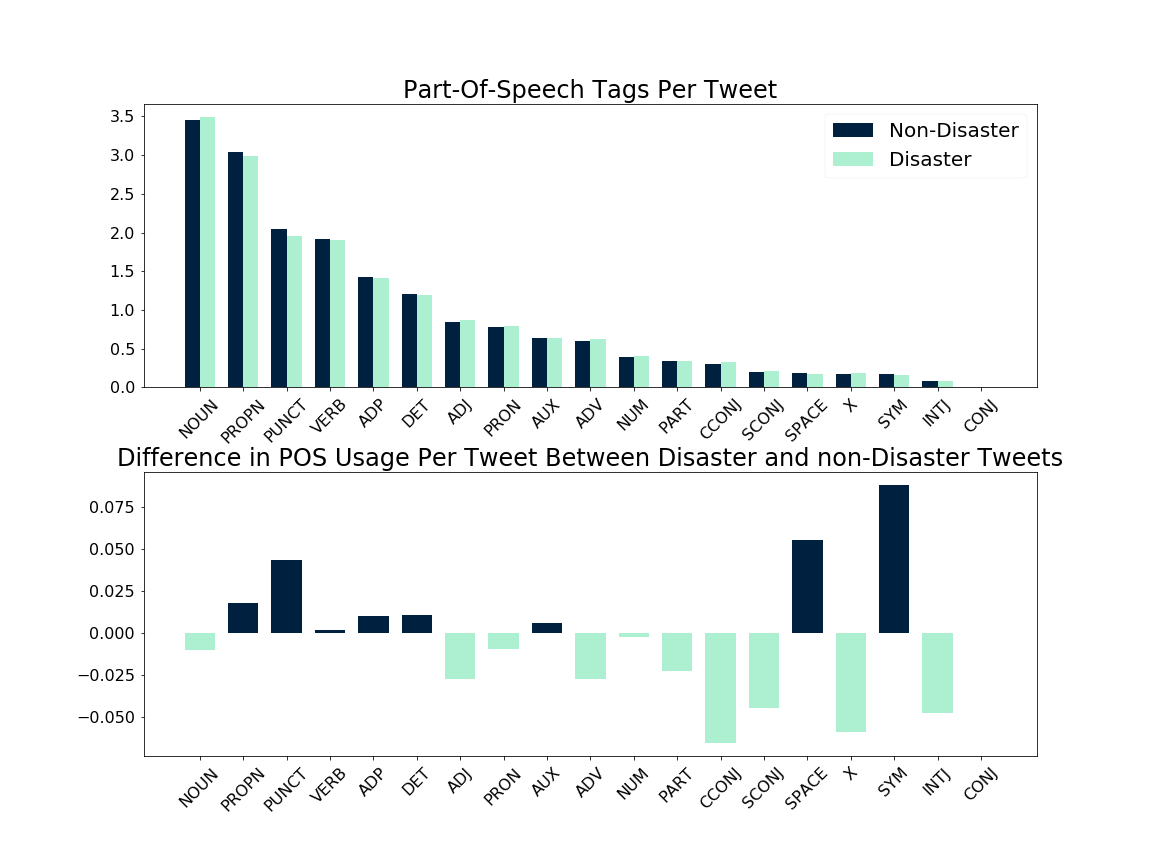 Part-Of-Speech Tags Per Tweet
3.5
3.0
2.5
2.0
1.5
1.0
0.5
0.0
Non-Disaster
Disaster
NOUN PROPN PUNCT VERB ADP DET ADJ PRON AUX ADV NUM PART CCONJ SCONJ SPACE X SYM INTJ CONJ
Difference in POS Usage Per Tweet Between Disaster and non-Disaster Tweets
0.075
0.050
0.025
0.000
−0.025
−0.050
NOUN PROPN PUNCT VERB ADP DET ADJ PRON AUX ADV NUM PART CCONJ SCONJ SPACE X SYM INTJ CONJ